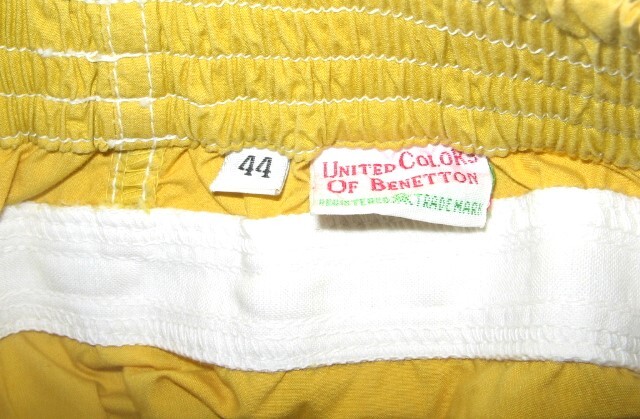 44
UNITED COLORS
OF BENETTON
REGISTERED TRADEMARK